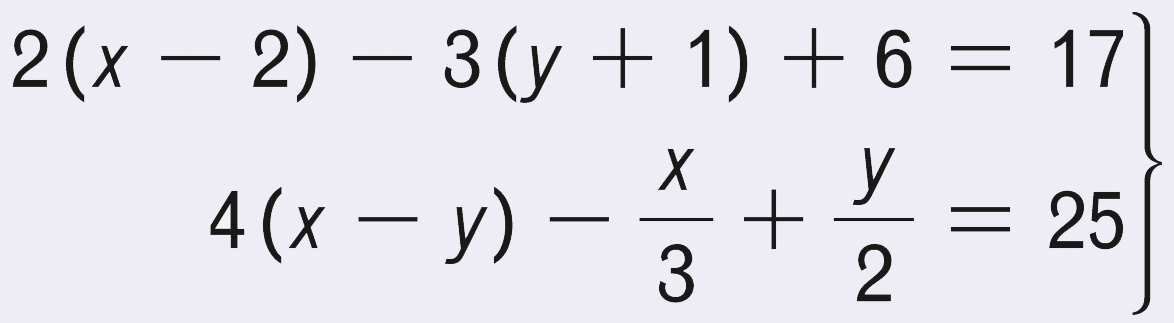 2(x − 2) − 3(y + 1) + 6 = 17
4(x − y) − x/3 + y/2 = 25